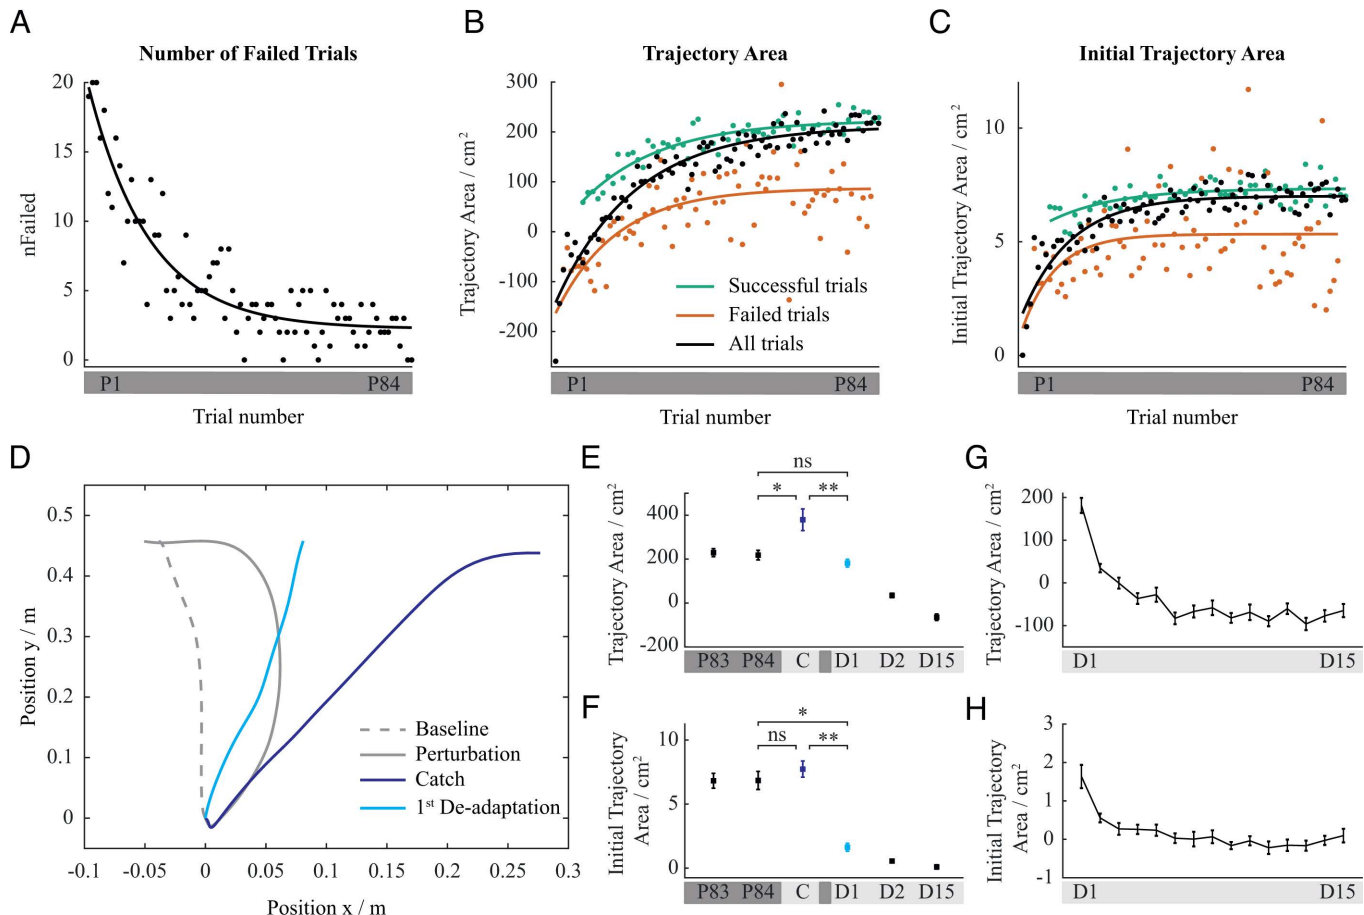 A
Number of Failed Trials
nFailed
20
15
10
5
0
P1
P84
Trial number
B
Trajectory Area
Trajectory Area / cm²
300
200
100
0
-100
-200
Successful trials
Failed trials
All trials
P1
P84
Trial number
C
Initial Trajectory Area
Initial Trajectory Area / cm²
10
5
0
P1
P84
Trial number
D
Position y / m
0.5
0.4
0.3
0.2
0.1
0
Baseline
Perturbation
Catch
1st De-adaptation
-0.1
-0.05
0
0.05
0.1
0.15
0.2
0.25
0.3
Position x / m
E
Trajectory Area / cm²
400
200
0
-200
ns
*
**
P83
P84
C
D1
D2
D15
F
Initial Trajectory
Area / cm²
10
5
0
*
ns
**
P83
P84
C
D1
D2
D15
G
Trajectory Area / cm²
200
100
0
-100
D1
D15
H
Initial Trajectory
Area / cm²
3
2
1
0
-1
D1
D15